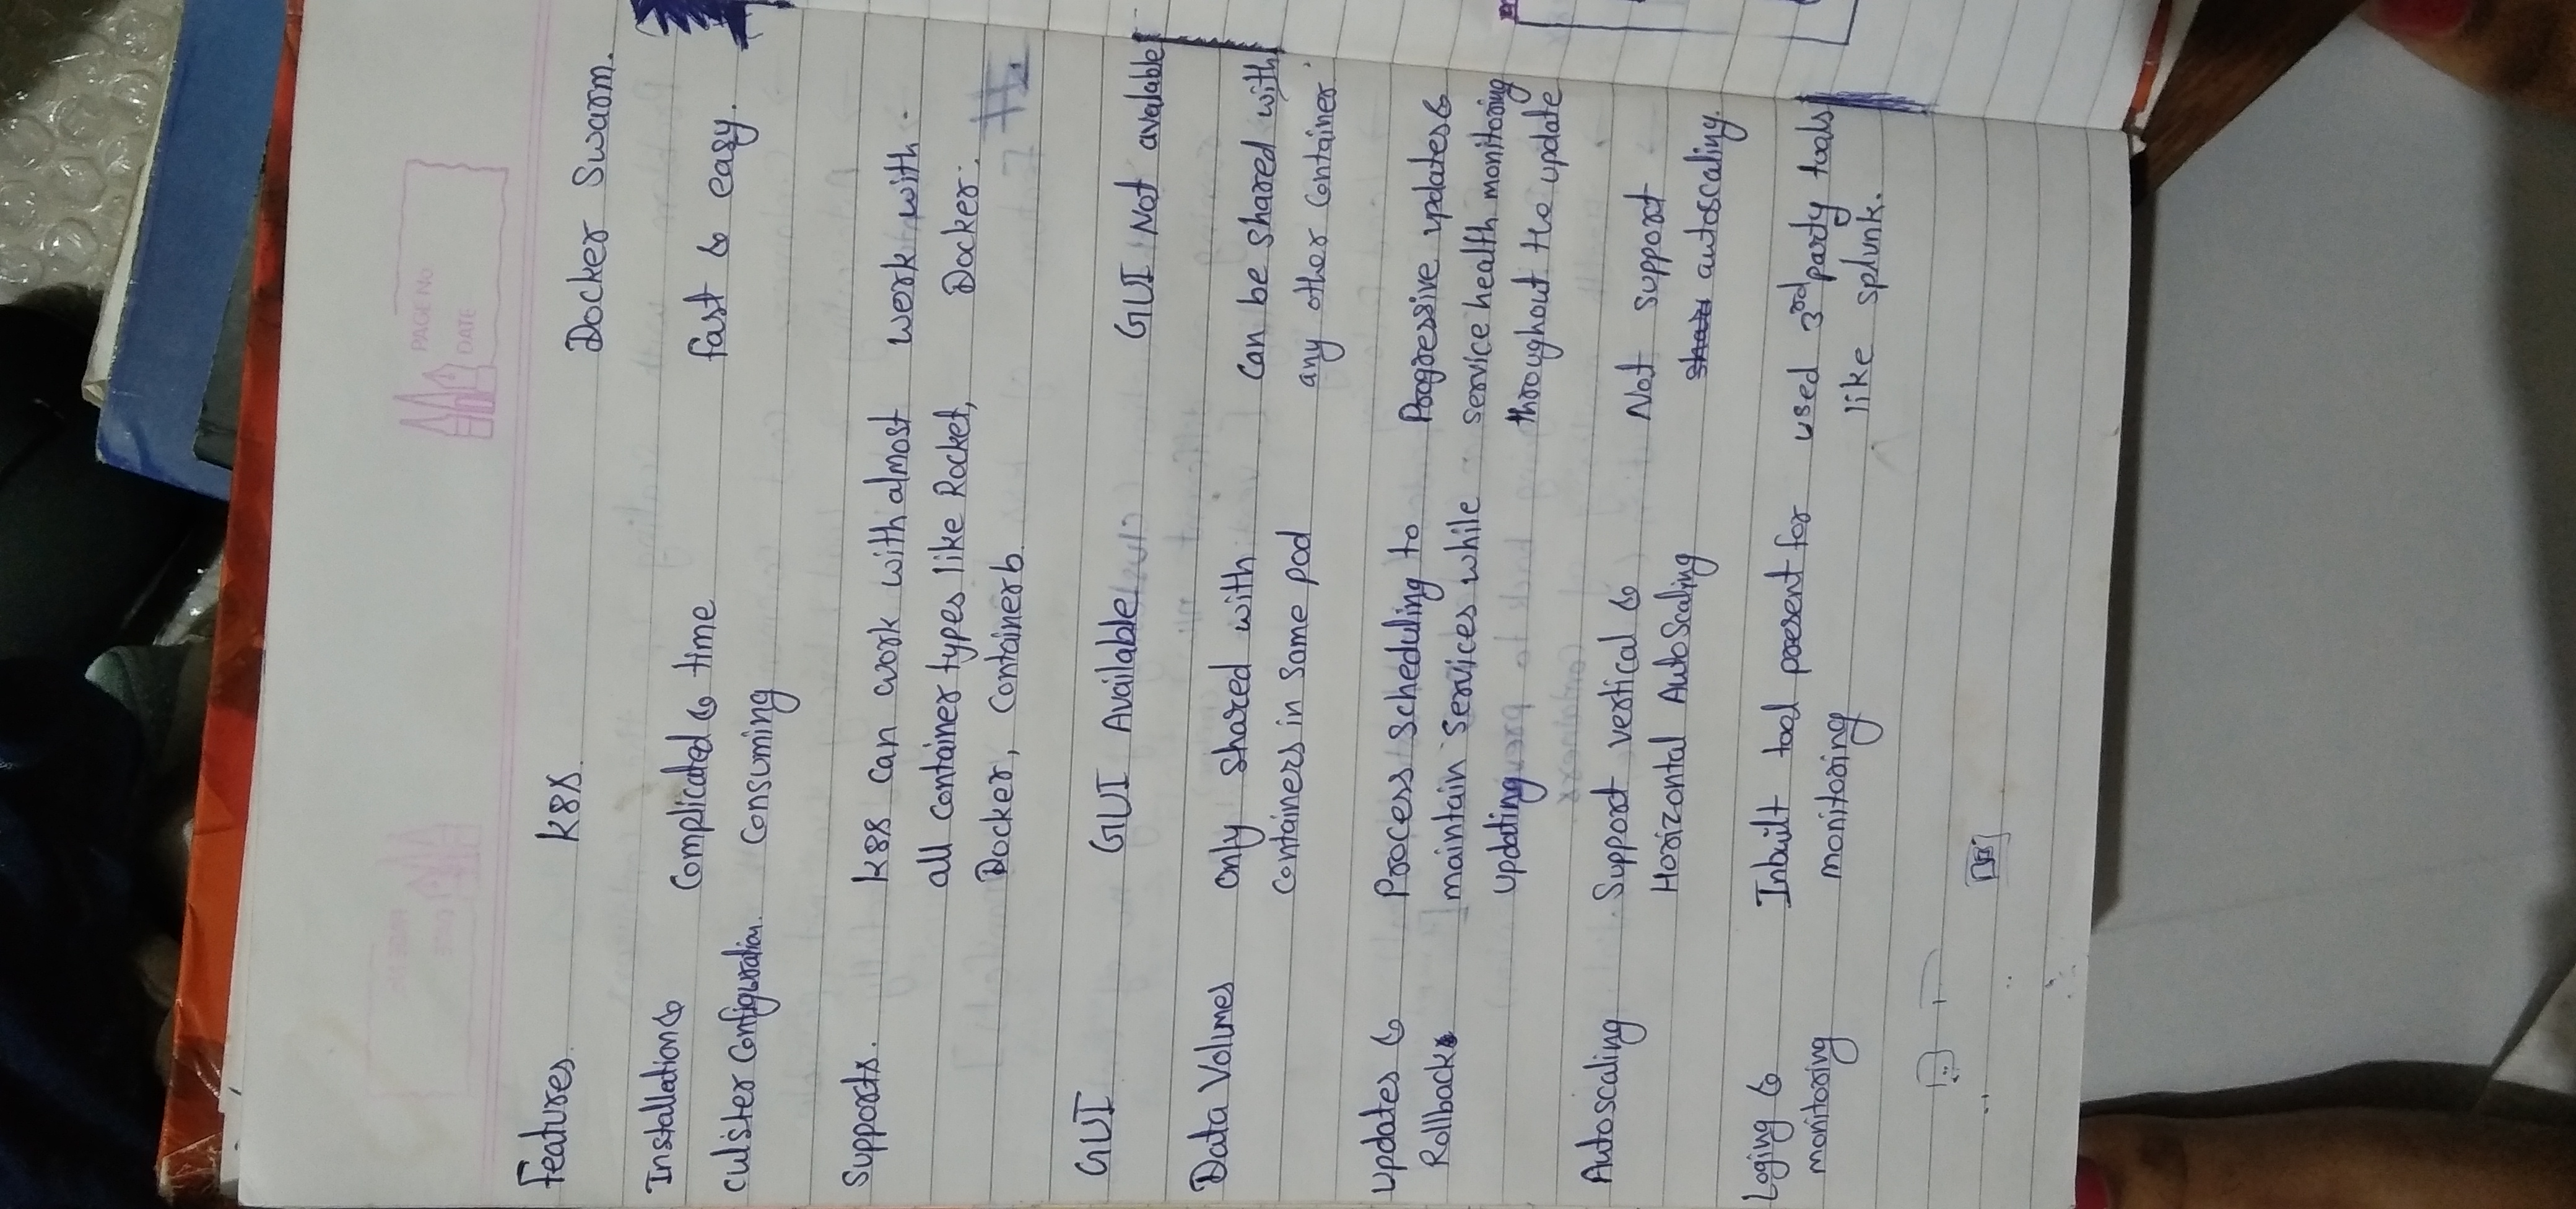 PAGE No
DATE
Features. K8s. Docker Swarm.
Installation & Complicated & time fast & easy.
culster Configuration. Consuming
Supports. K8s can work with almost work with
all container types like Rocket, Docker.
Docker, Containerb.
GUI GUI Available GUI Not avalable
Data Volumes only shared with can be shared with
Containers in same pod any other Container
Updates & Process scheduling to Progressive updates &
Rollbacks maintain services while service health monitoring
updating throughout the update
Autoscaling Support vertical & Not support
Horizontal AutoScaling autoscaling.
Loging & Inbuilt tool present for used 3rd party tools
monitoring monitoring like splunk.